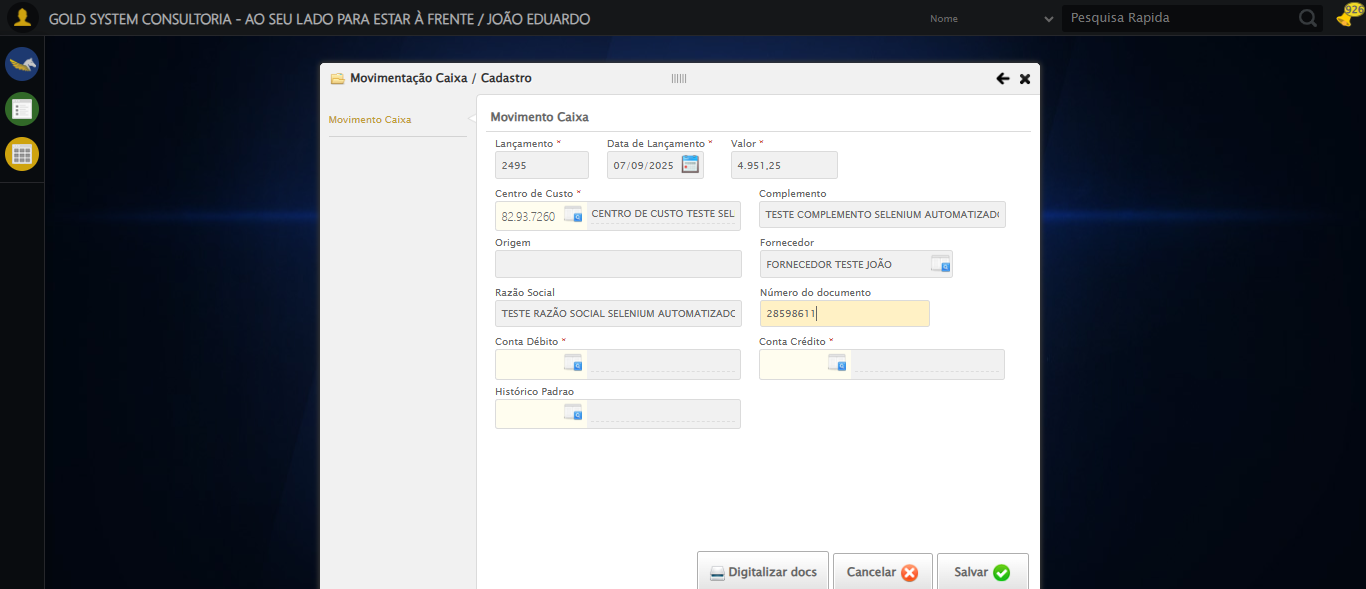 GOLD SYSTEM CONSULTORIA - AO SEU LADO PARA ESTAR À FRENTE / JOÃO EDUARDO
Nome
Pesquisa Rapida
926
Movimentação Caixa / Cadastro
Movimento Caixa
Movimento Caixa
Lançamento * Data de Lançamento * Valor *
2495 07/09/2025 4.951,25
Centro de Custo * Complemento
82.93.7260 CENTRO DE CUSTO TESTE SEL TESTE COMPLEMENTO SELENIUM AUTOMATIZADO
Origem Fornecedor
FORNECEDOR TESTE JOÃO
Razão Social Número do documento
TESTE RAZÃO SOCIAL SELENIUM AUTOMATIZADO 28598611
Conta Débito * Conta Crédito *
Histórico Padrao
Digitalizar docs Cancelar Salvar